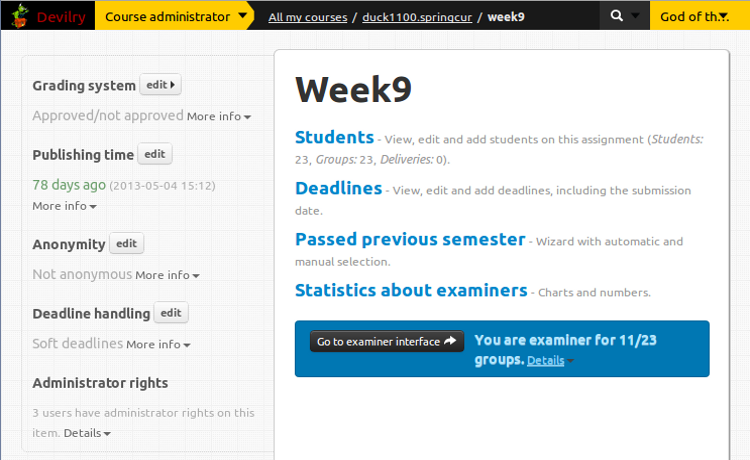 Devilry
Course administrator
All my courses / duck1100.springcur / week9
God of th...
Grading system edit
Approved/not approved More info
Publishing time edit
78 days ago (2013-05-04 15:12)
More info
Anonymity edit
Not anonymous More info
Deadline handling edit
Soft deadlines More info
Administrator rights
3 users have administrator rights on this
item. Details
Week9
Students - View, edit and add students on this assignment (Students:
23, Groups: 23, Deliveries: 0).
Deadlines - View, edit and add deadlines, including the submission
date.
Passed previous semester - Wizard with automatic and
manual selection.
Statistics about examiners - Charts and numbers.
Go to examiner interface
You are examiner for 11/23
groups. Details